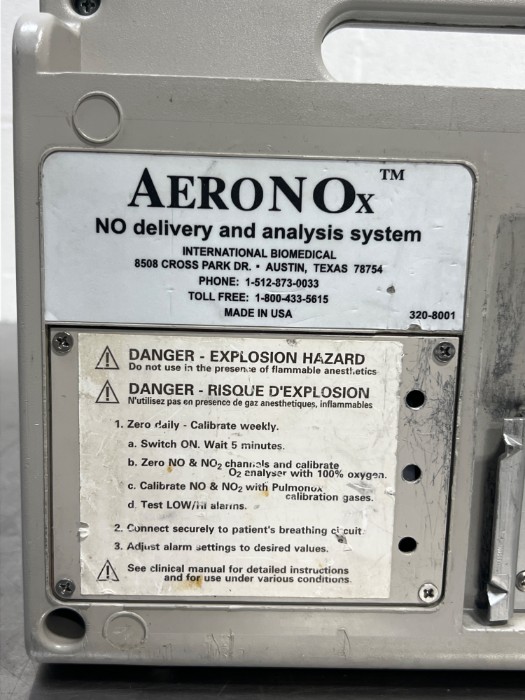 AERONOx™
NO delivery and analysis system
INTERNATIONAL BIOMEDICAL
8508 CROSS PARK DR. • AUSTIN, TEXAS 78754
PHONE: 1-512-873-0033
TOLL FREE: 1-800-433-5615
MADE IN USA
320-8001
DANGER - EXPLOSION HAZARD
Do not use in the presence of flammable anesthetics
DANGER - RISQUE D'EXPLOSION
N'utilisez pas en presence de gaz anesthetiques, inflammables
1. Zero daily - Calibrate weekly.
a. Switch ON. Wait 5 minutes.
b. Zero NO & NO2 channels and calibrate
O2 analyser with 100% oxygen.
c. Calibrate NO & NO2 with Pulmonox
calibration gases.
d. Test LOW/HI alarms.
2. Connect securely to patient's breathing circuit.
3. Adjust alarm settings to desired values.
See clinical manual for detailed instructions
and for use under various conditions.